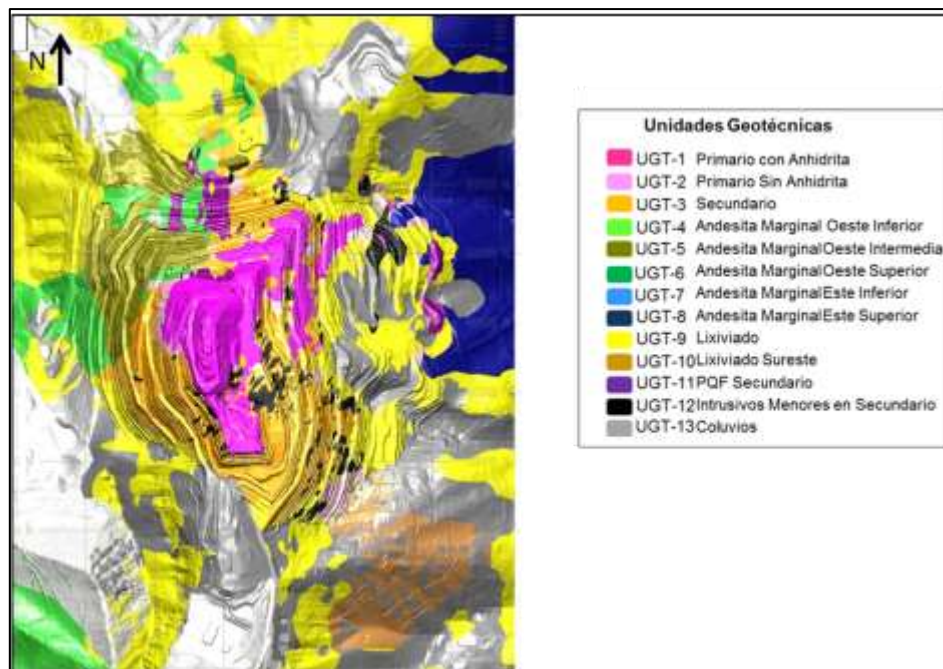 N
Unidades Geotécnicas
UGT-1 Primario con Anhidrita
UGT-2 Primario Sin Anhidrita
UGT-3 Secundario
UGT-4 Andesita Marginal Oeste Inferior
UGT-5 Andesita Marginal Oeste Intermedia
UGT-6 Andesita Marginal Oeste Superior
UGT-7 Andesita Marginal Este Inferior
UGT-8 Andesita Marginal Este Superior
UGT-9 Lixiviado
UGT-10 Lixiviado Sureste
UGT-11 PQF Secundario
UGT-12 Intrusivos Menores en Secundario
UGT-13 Coluvios